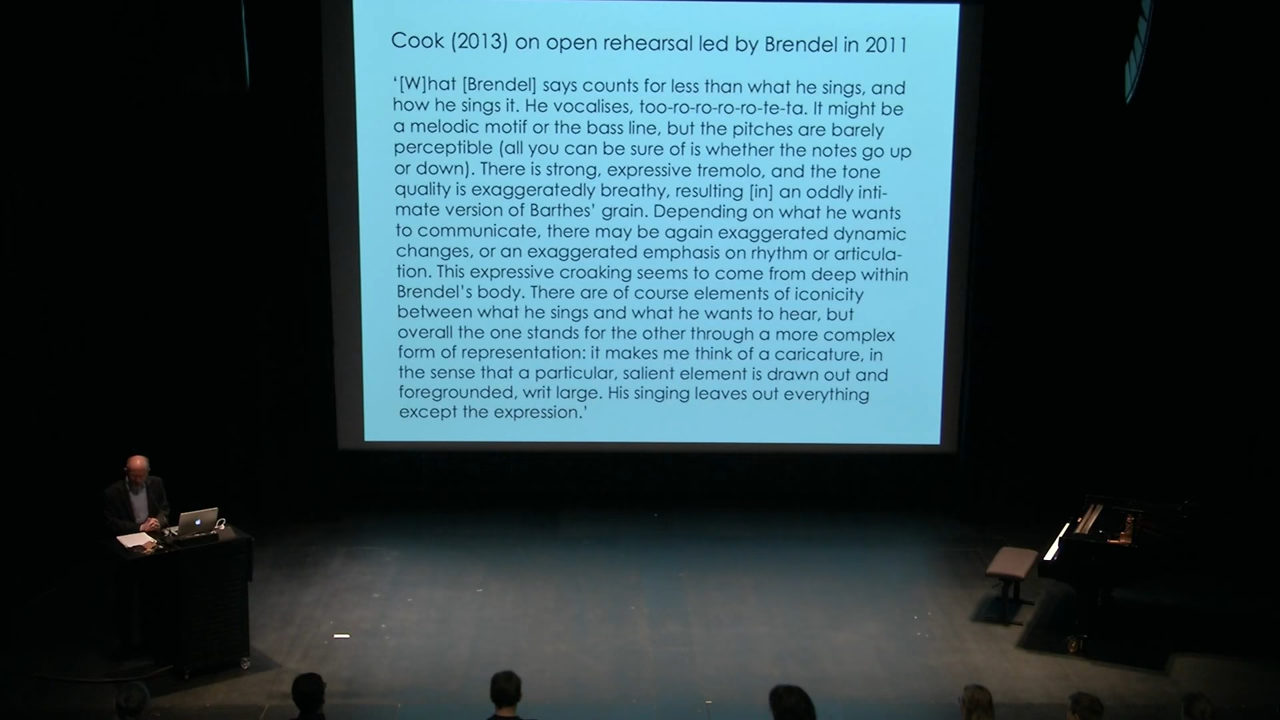 Cook (2013) on open rehearsal led by Brendel in 2011
‘[W]hat [Brendel] says counts for less than what he sings, and
how he sings it. He vocalises, too-ro-ro-ro-ro-te-ta. It might be
a melodic motif or the bass line, but the pitches are barely
perceptible (all you can be sure of is whether the notes go up
or down). There is strong, expressive tremolo, and the tone
quality is exaggeratedly breathy, resulting [in] an oddly inti-
mate version of Barthes’ grain. Depending on what he wants
to communicate, there may be again exaggerated dynamic
changes, or an exaggerated emphasis on rhythm or articula-
tion. This expressive croaking seems to come from deep within
Brendel’s body. There are of course elements of iconicity
between what he sings and what he wants to hear, but
overall the one stands for the other through a more complex
form of representation: it makes me think of a caricature, in
the sense that a particular, salient element is drawn out and
foregrounded, writ large. His singing leaves out everything
except the expression.’